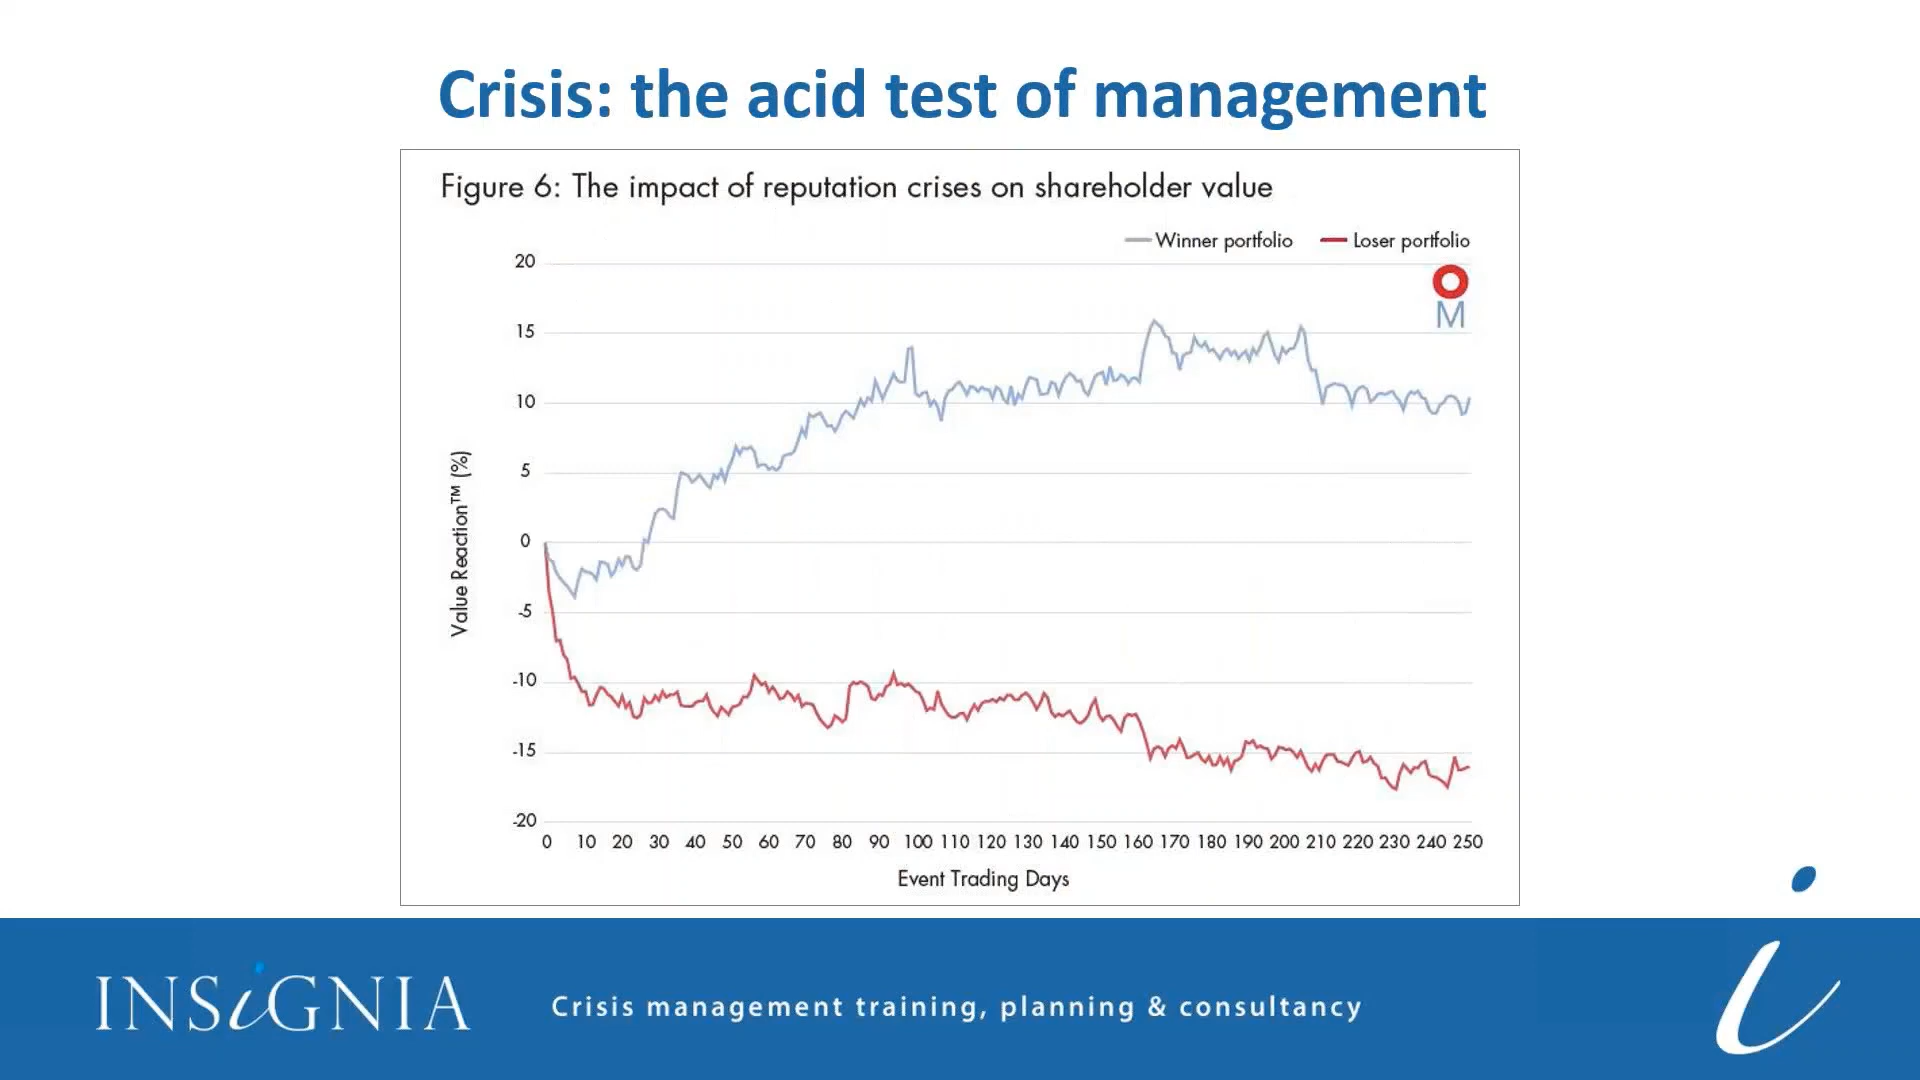 Crisis: the acid test of management
Figure 6: The impact of reputation crises on shareholder value
Winner portfolio Loser portfolio
20
15
10
5
0
-5
-10
-15
-20
Value Reaction™ (%)
0 10 20 30 40 50 60 70 80 90 100 110 120 130 140 150 160 170 180 190 200 210 220 230 240 250
Event Trading Days
OM
INSiGNIA
Crisis management training, planning & consultancy
i